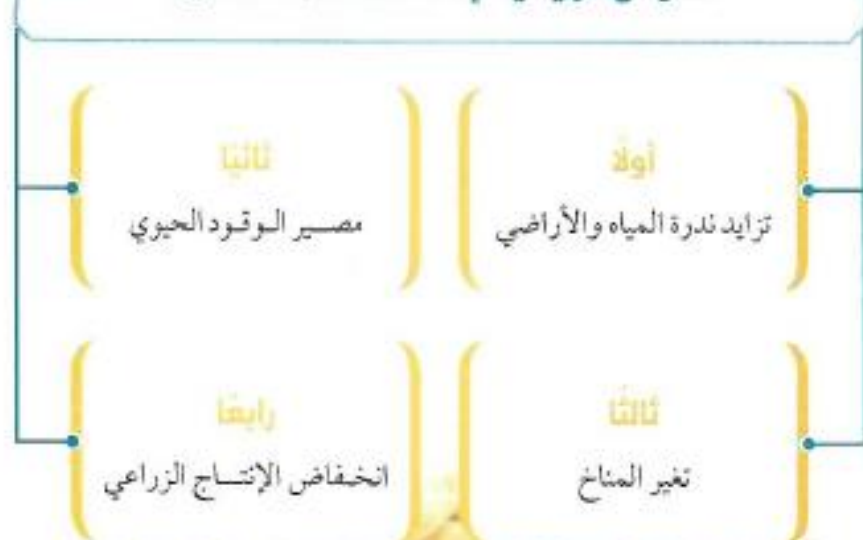 أولًا
تزايد ندرة المياه والأراضي
ثانيًا
مصير الوقود الحيوي
ثالثًا
تغير المناخ
رابعًا
انخفاض الإنتاج الزراعي